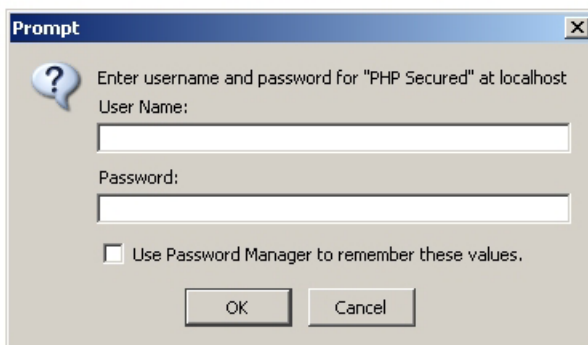 Prompt
Enter username and password for "PHP Secured" at localhost
User Name:
Password:
Use Password Manager to remember these values.
OK Cancel